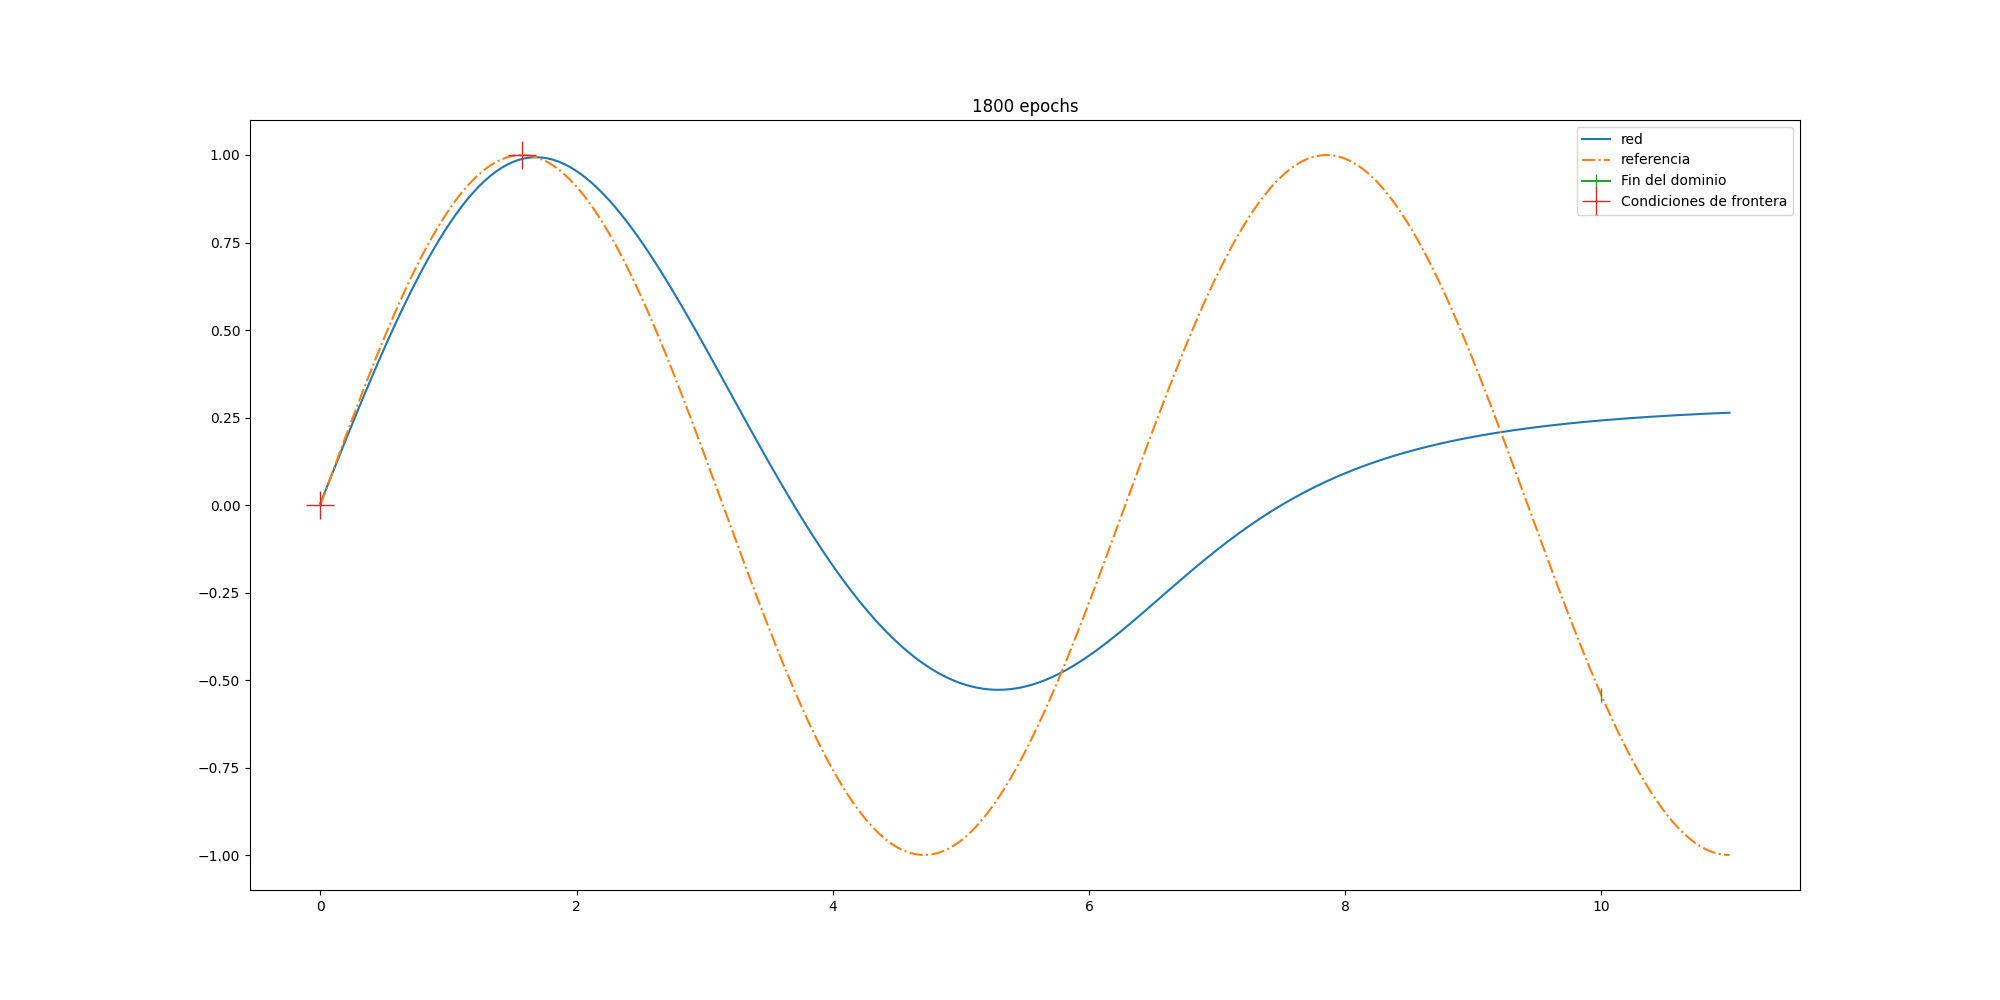 1800 epochs
red
referencia
Fin del dominio
Condiciones de frontera
1.00
0.75
0.50
0.25
0.00
−0.25
−0.50
−0.75
−1.00
0 2 4 6 8 10